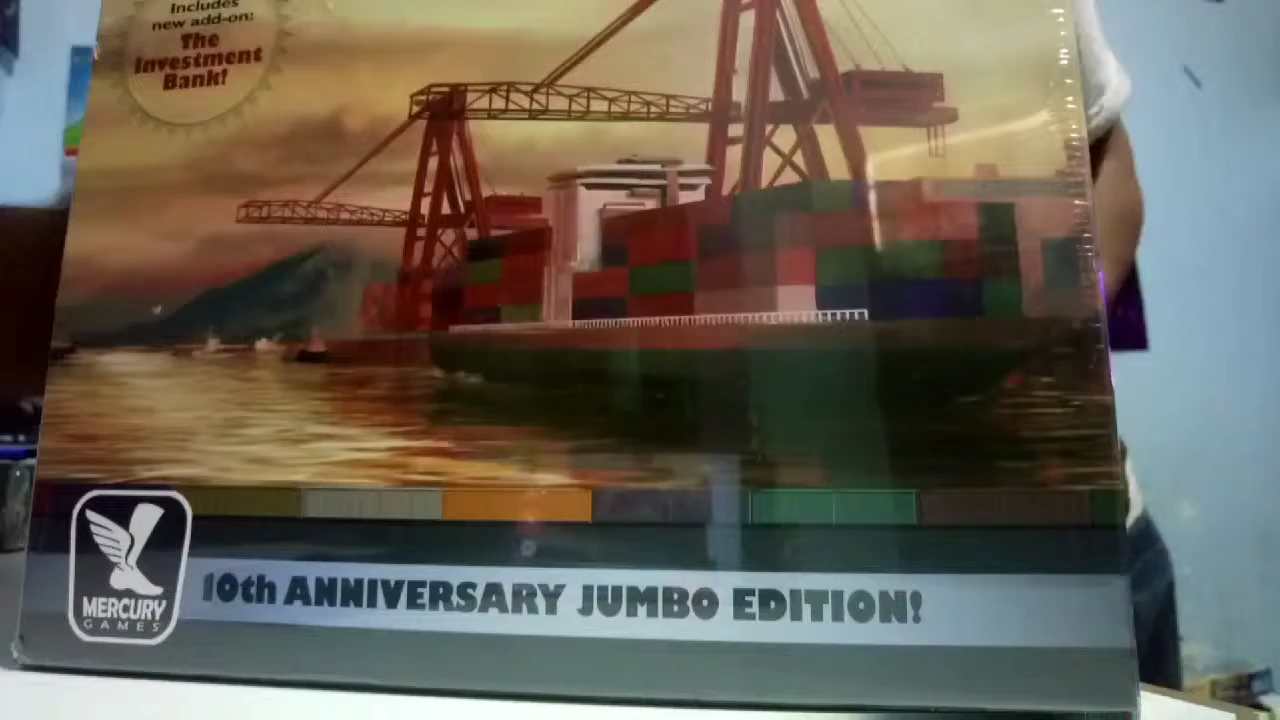 Includes
new add-on:
The
Investment
Bank!
MERCURY
GAMES
10th ANNIVERSARY JUMBO EDITION!